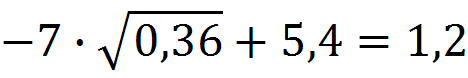 −7 · √0,36 + 5,4 = 1,2